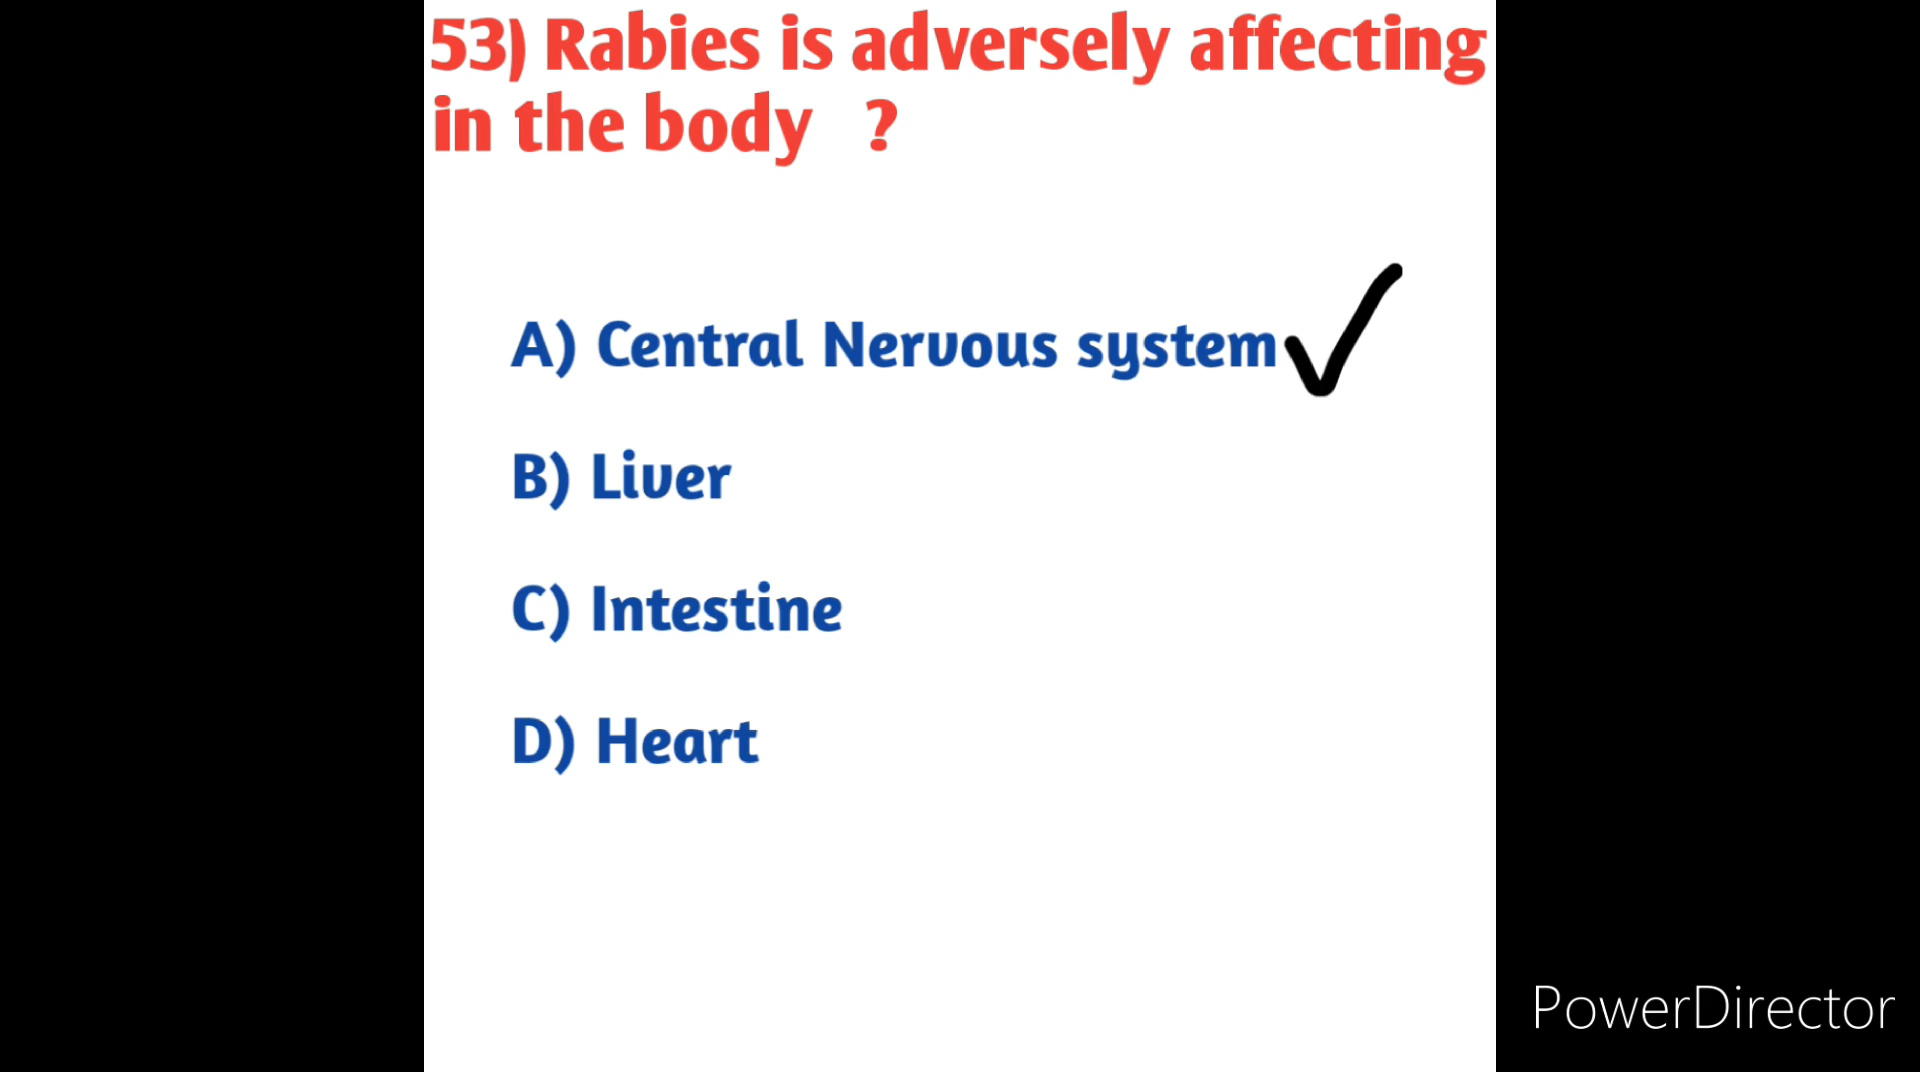 53) Rabies is adversely affecting
in the body ?
A) Central Nervous system
B) Liver
C) Intestine
D) Heart
PowerDirector